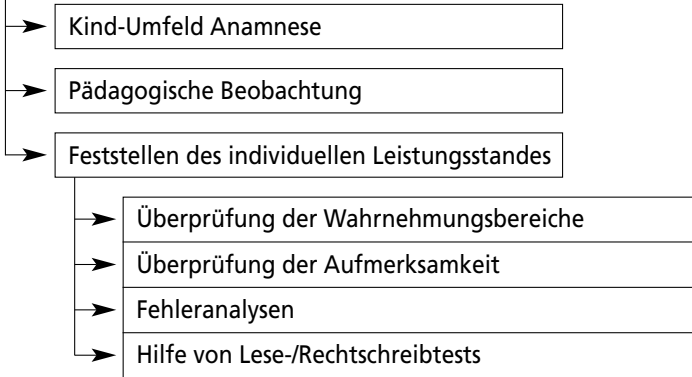 Kind-Umfeld Anamnese
Pädagogische Beobachtung
Feststellen des individuellen Leistungsstandes
Überprüfung der Wahrnehmungsbereiche
Überprüfung der Aufmerksamkeit
Fehleranalysen
Hilfe von Lese-/Rechtschreibtests